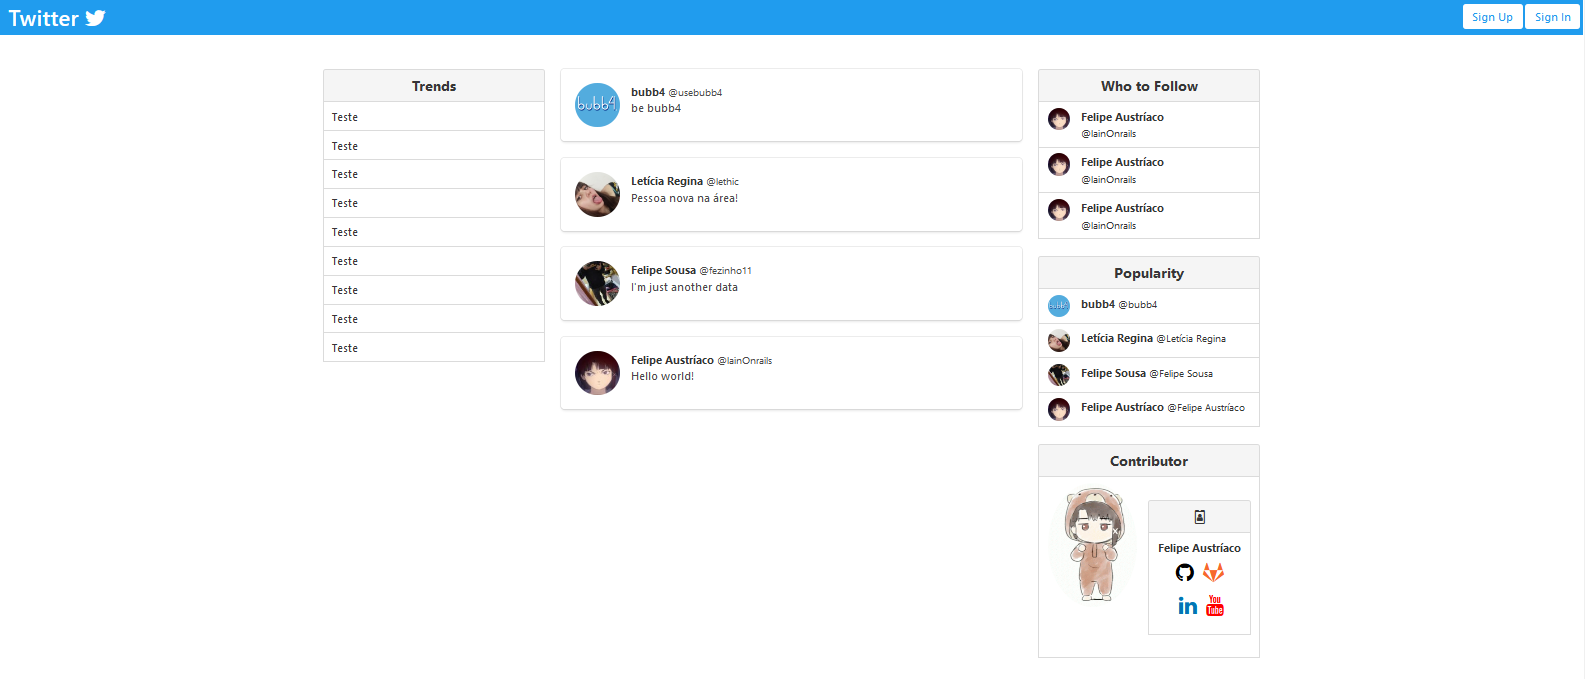 Twitter
Sign Up
Sign In
Trends
Teste
Teste
Teste
Teste
Teste
Teste
Teste
Teste
Teste
bubb4
bubb4 @usebubb4
be bubb4
Letícia Regina @lethic
Pessoa nova na área!
Felipe Sousa @fezinho11
I'm just another data
Felipe Austríaco @lainOnrails
Hello world!
Who to Follow
Felipe Austríaco
@lainOnrails
Felipe Austríaco
@lainOnrails
Felipe Austríaco
@lainOnrails
Popularity
bubb4
bubb4 @bubb4
Letícia Regina @Letícia Regina
Felipe Sousa @Felipe Sousa
Felipe Austríaco @Felipe Austríaco
Contributor
Felipe Austríaco
in
You
Tube